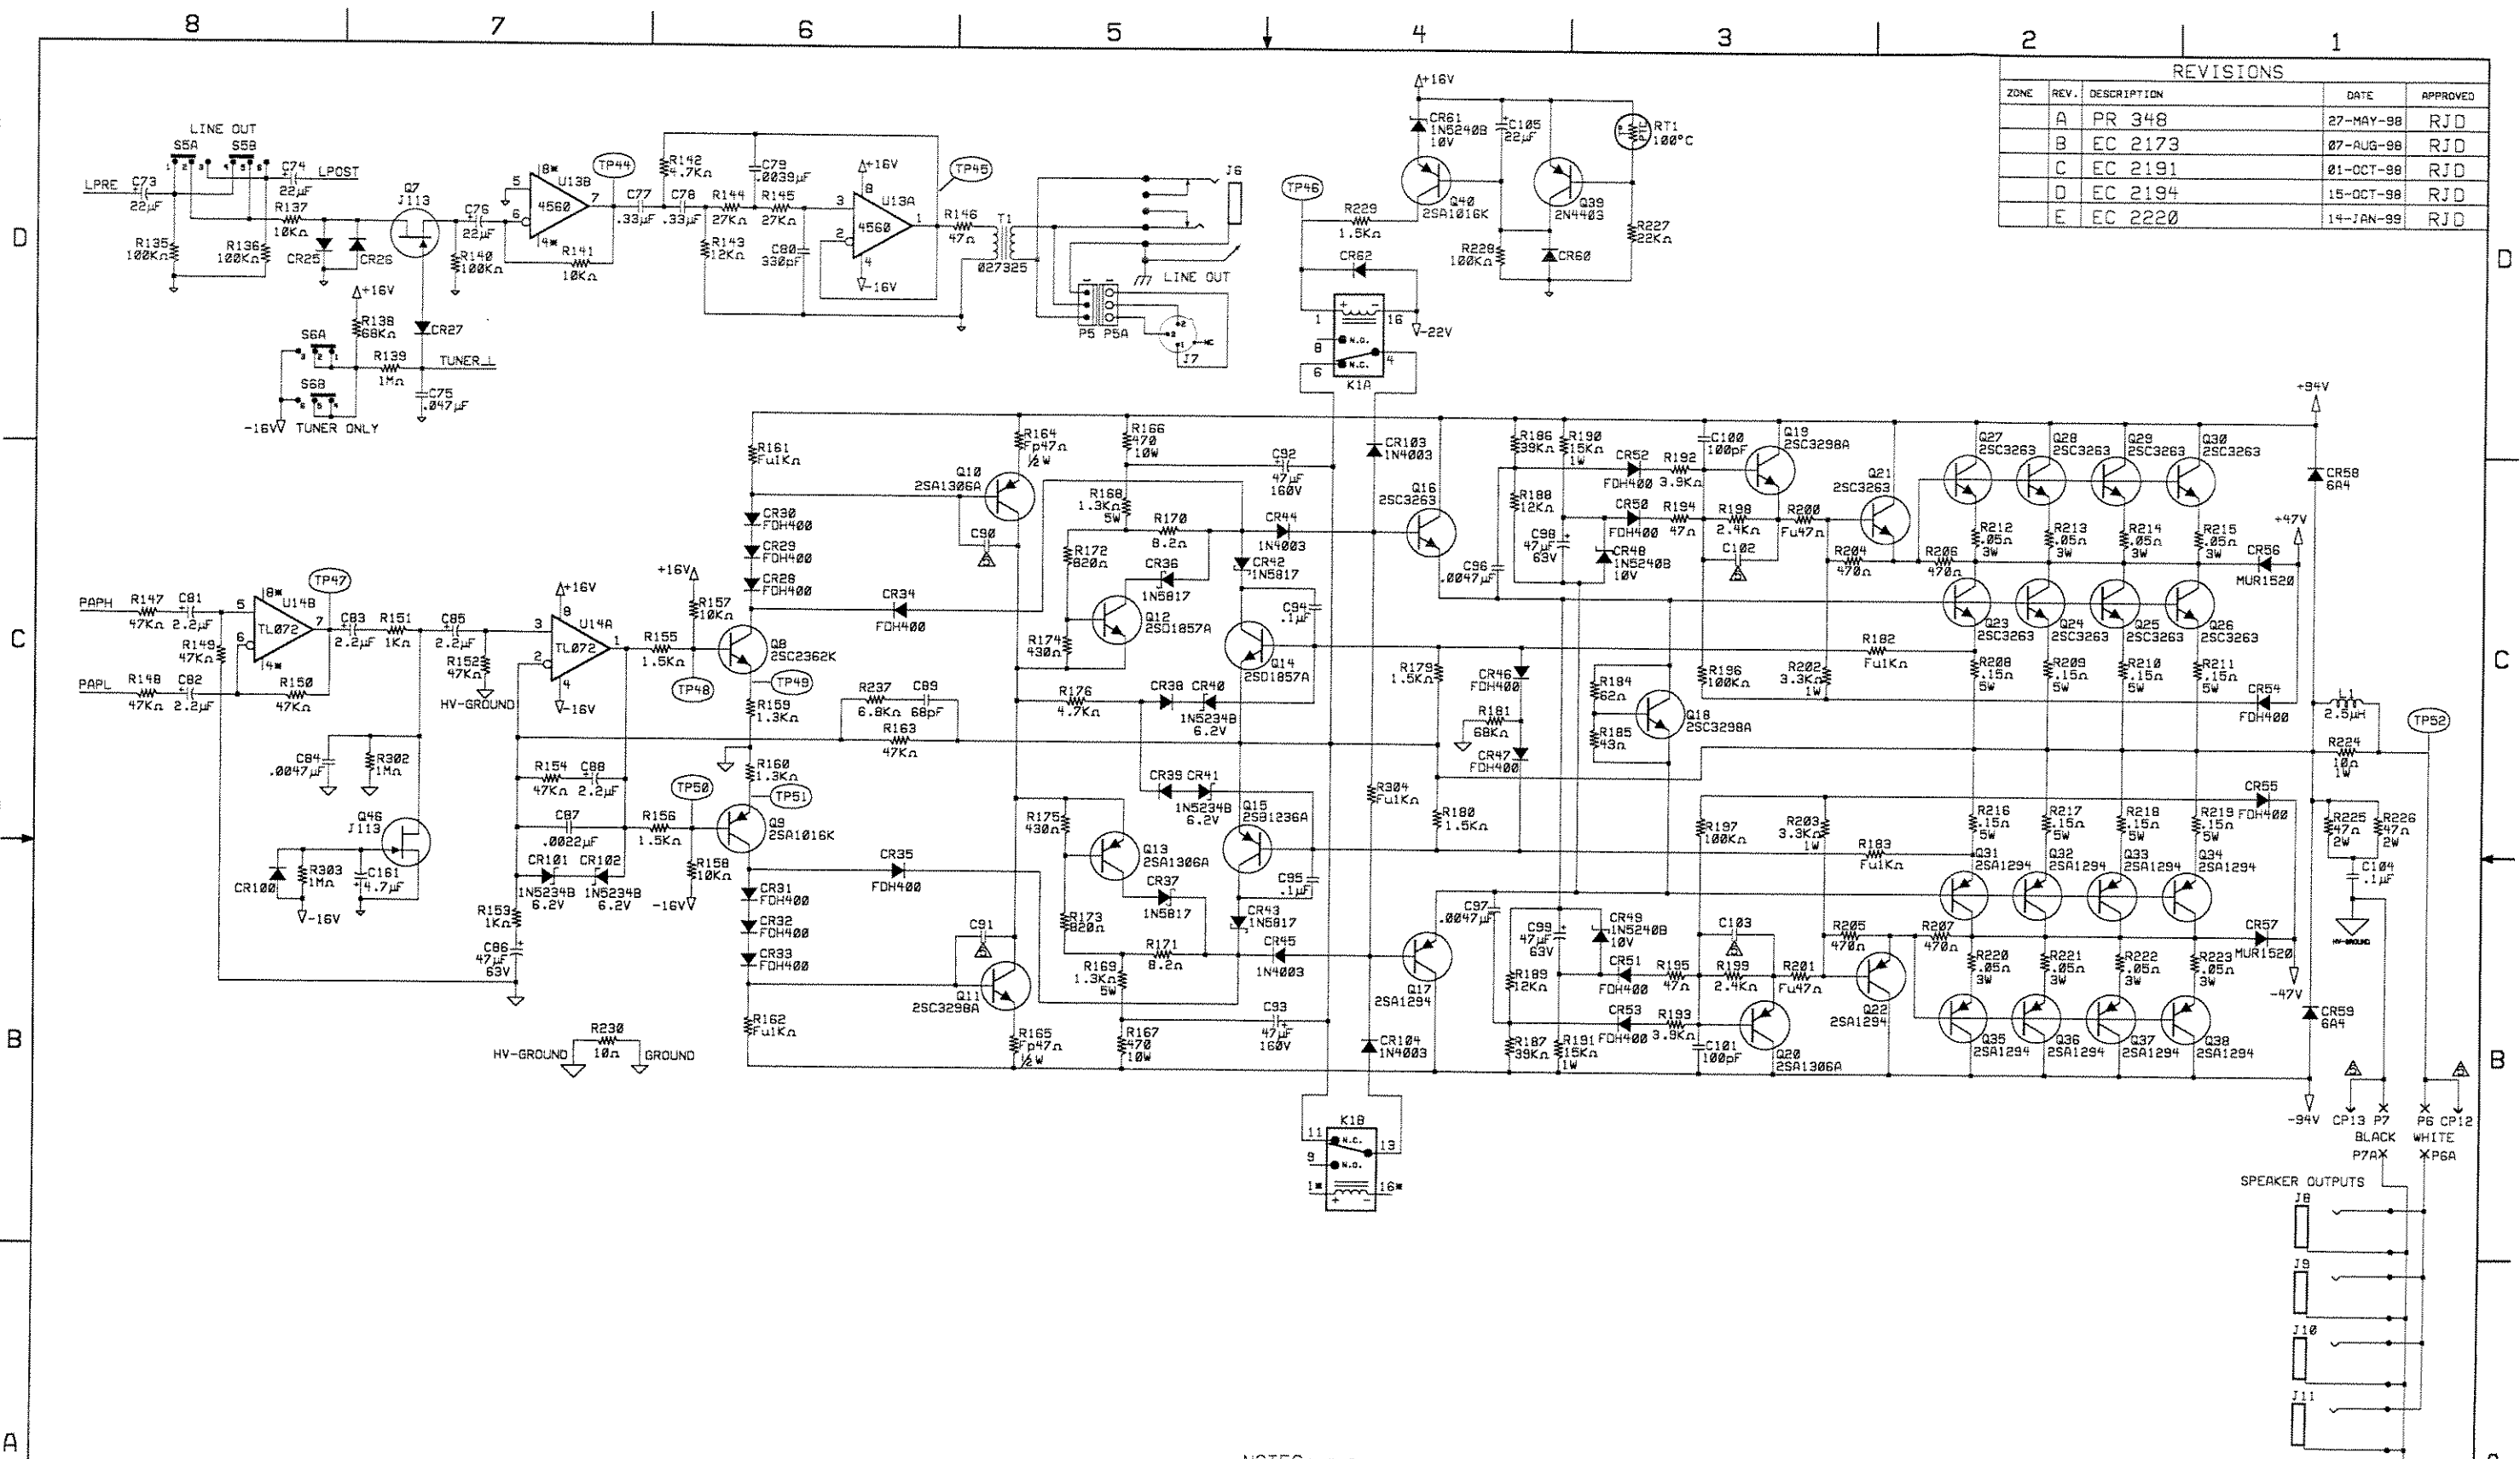 8 7 6 5 4 3 2 1
REVISIONS
ZONE REV. DESCRIPTION DATE APPROVED
A PR 348 27-MAY-98 RJD
B EC 2173 07-AUG-98 RJD
C EC 2191 01-OCT-98 RJD
D EC 2194 15-OCT-98 RJD
E EC 2220 14-JAN-99 RJD
D
D
LINE OUT
S5A
S5B
LPRE
C73
22µF
C74
22µF
LPOST
R135
100KΩ
R136
100KΩ
R137
10KΩ
CR25
CR26
Q7
J113
C76
22µF
R140
100KΩ
U13B
4560
R141
10KΩ
TP44
C77
.33µF
C78
.33µF
R142
4.7KΩ
R143
12KΩ
R144
27KΩ
C79
.0039µF
R145
27KΩ
C80
330pF
+16V
U13A
4560
-16V
TP45
R146
47Ω
T1
027325
J6
LINE OUT
P5 P5A
J7
NC
+16V
R138
68KΩ
S6A
S6B
R139
1MΩ
CR27
TUNER_L
C75
.047µF
-16V TUNER ONLY
+16V
CR61
1N5240B
10V
C105
22µF
RT1
100°C
PTC
Q40
2SA1016K
Q39
2N4403
TP46
R229
1.5KΩ
R228
100KΩ
CR60
R227
22KΩ
CR62
1 16
-22V
8 N.O.
6 N.C. 4
K1A
C
C
PAPH
R147
47KΩ
C81
2.2µF
R149
47KΩ
PAPL
R148
47KΩ
C82
2.2µF
U14B
TL072
R150
47KΩ
TP47
C83
2.2µF
R151
1KΩ
C85
2.2µF
R152
47KΩ
HV-GROUND
+16V
U14A
TL072
-16V
C84
.0047µF
R302
1MΩ
Q46
J113
CR100
R303
1MΩ
C161
4.7µF
-16V
R154
47KΩ
C88
2.2µF
C87
.0022µF
CR101
1N5234B
6.2V
CR102
1N5234B
6.2V
R153
1KΩ
C86
47µF
63V
R155
1.5KΩ
R156
1.5KΩ
+16V
R157
10KΩ
TP48
TP50
R158
10KΩ
-16V
R161
Fu1KΩ
CR30
FDH400
CR29
FDH400
CR28
FDH400
Q8
2SC2362K
TP49
R159
1.3KΩ
R160
1.3KΩ
TP51
Q9
2SA1016K
CR31
FDH400
CR32
FDH400
CR33
FDH400
R162
Fu1KΩ
R237
6.8KΩ
C89
68pF
R163
47KΩ
CR34
FDH400
CR35
FDH400
Q10
2SA1306A
R164
Fp47Ω
½W
C90
C91
Q11
2SC3298A
R165
Fp47Ω
½W
R166
470
10W
R168
1.3KΩ
5W
R170
8.2Ω
R172
820Ω
CR36
1N5817
Q12
2SD1857A
R174
430Ω
R176
4.7KΩ
CR38
CR40
1N5234B
6.2V
CR39
CR41
1N5234B
6.2V
R175
430Ω
Q13
2SA1306A
CR37
1N5817
R173
820Ω
R171
8.2Ω
R169
1.3KΩ
5W
R167
470
10W
C92
47µF
160V
CR44
1N4003
CR42
1N5817
C94
.1µF
Q14
2SD1857A
Q15
2SB1236A
C95
.1µF
CR43
1N5817
CR45
1N4003
C93
47µF
160V
CR103
1N4003
Q16
2SC3263
R179
1.5KΩ
R304
Fu1KΩ
R180
1.5KΩ
Q17
2SA1294
CR104
1N4003
CR46
FDH400
R181
68KΩ
CR47
FDH400
R186
39KΩ
R188
12KΩ
C96
.0047µF
R190
15KΩ
1W
C98
47µF
63V
CR52
FDH400
CR50
FDH400
CR48
1N5240B
10V
R192
3.9KΩ
R194
47Ω
C100
100pF
Q19
2SC3298A
R198
2.4KΩ
C102
R200
Fu47Ω
Q21
2SC3263
R204
470Ω
R206
470Ω
R184
62Ω
R185
43Ω
Q18
2SC3298A
R196
100KΩ
R202
3.3KΩ
1W
R182
Fu1KΩ
R197
100KΩ
R203
3.3KΩ
1W
R183
Fu1KΩ
C97
.0047µF
C99
47µF
63V
CR49
1N5240B
10V
R189
12KΩ
CR51
FDH400
CR53
FDH400
R187
39KΩ
R191
15KΩ
1W
R195
47Ω
R193
3.9KΩ
C103
R199
2.4KΩ
R201
Fu47Ω
C101
100pF
Q20
2SA1306A
R205
470Ω
R207
470Ω
Q22
2SA1294
Q27
2SC3263
Q28
2SC3263
Q29
2SC3263
Q30
2SC3263
R212
.05Ω
3W
R213
.05Ω
3W
R214
.05Ω
3W
R215
.05Ω
3W
Q23
2SC3263
Q24
2SC3263
Q25
2SC3263
Q26
2SC3263
R208
.15Ω
5W
R209
.15Ω
5W
R210
.15Ω
5W
R211
.15Ω
5W
R216
.15Ω
5W
R217
.15Ω
5W
R218
.15Ω
5W
R219
.15Ω
5W
Q31
2SA1294
Q32
2SA1294
Q33
2SA1294
Q34
2SA1294
R220
.05Ω
3W
R221
.05Ω
3W
R222
.05Ω
3W
R223
.05Ω
3W
Q35
2SA1294
Q36
2SA1294
Q37
2SA1294
Q38
2SA1294
+94V
CR58
6A4
+47V
CR56
MUR1520
CR54
FDH400
L1
2.5µH
R224
10Ω
1W
TP52
CR55
FDH400
R225
47Ω
2W
R226
47Ω
2W
C104
.1µF
HV-GROUND
CR57
MUR1520
-47V
CR59
6A4
-94V
B
B
HV-GROUND
R230
10Ω
GROUND
K1B
11 N.C. 13
9 N.O.
1* 16*
CP13 P7 P6 CP12
BLACK WHITE
P7A P6A
SPEAKER OUTPUTS
J8
J9
J10
J11
A
NOTES